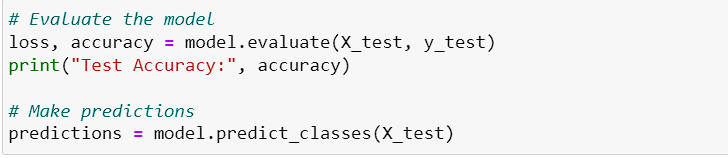 # Evaluate the model
loss, accuracy = model.evaluate(X_test, y_test)
print("Test Accuracy:", accuracy)
# Make predictions
predictions = model.predict_classes(X_test)